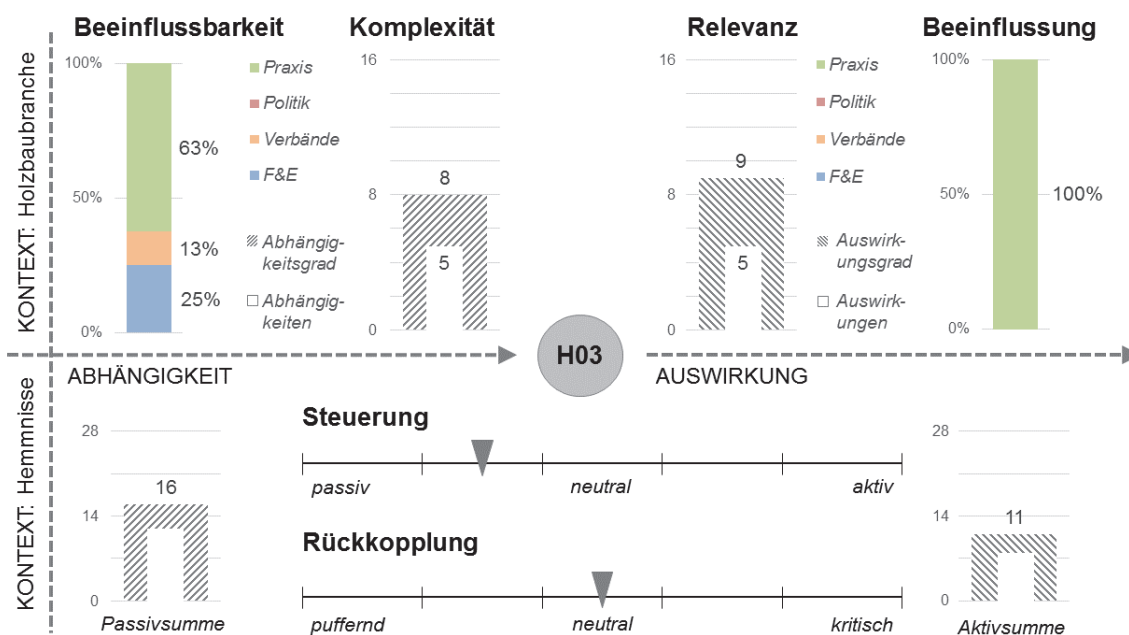 Beeinflussbarkeit
Komplexität
Relevanz
Beeinflussung
KONTEXT: Holzbaubranche
100%
50%
0%
63%
13%
25%
Praxis
Politik
Verbände
F&E
Abhängig-
keitsgrad
Abhängig-
keiten
16
8
0
8
5
16
8
0
9
5
Praxis
Politik
Verbände
F&E
Auswirk-
ungsgrad
Auswirk-
ungen
100%
50%
0%
100%
H03
ABHÄNGIGKEIT
AUSWIRKUNG
KONTEXT: Hemmnisse
28
14
0
16
Passivsumme
Steuerung
passiv
neutral
aktiv
Rückkopplung
puffernd
neutral
kritisch
28
14
0
11
Aktivsumme